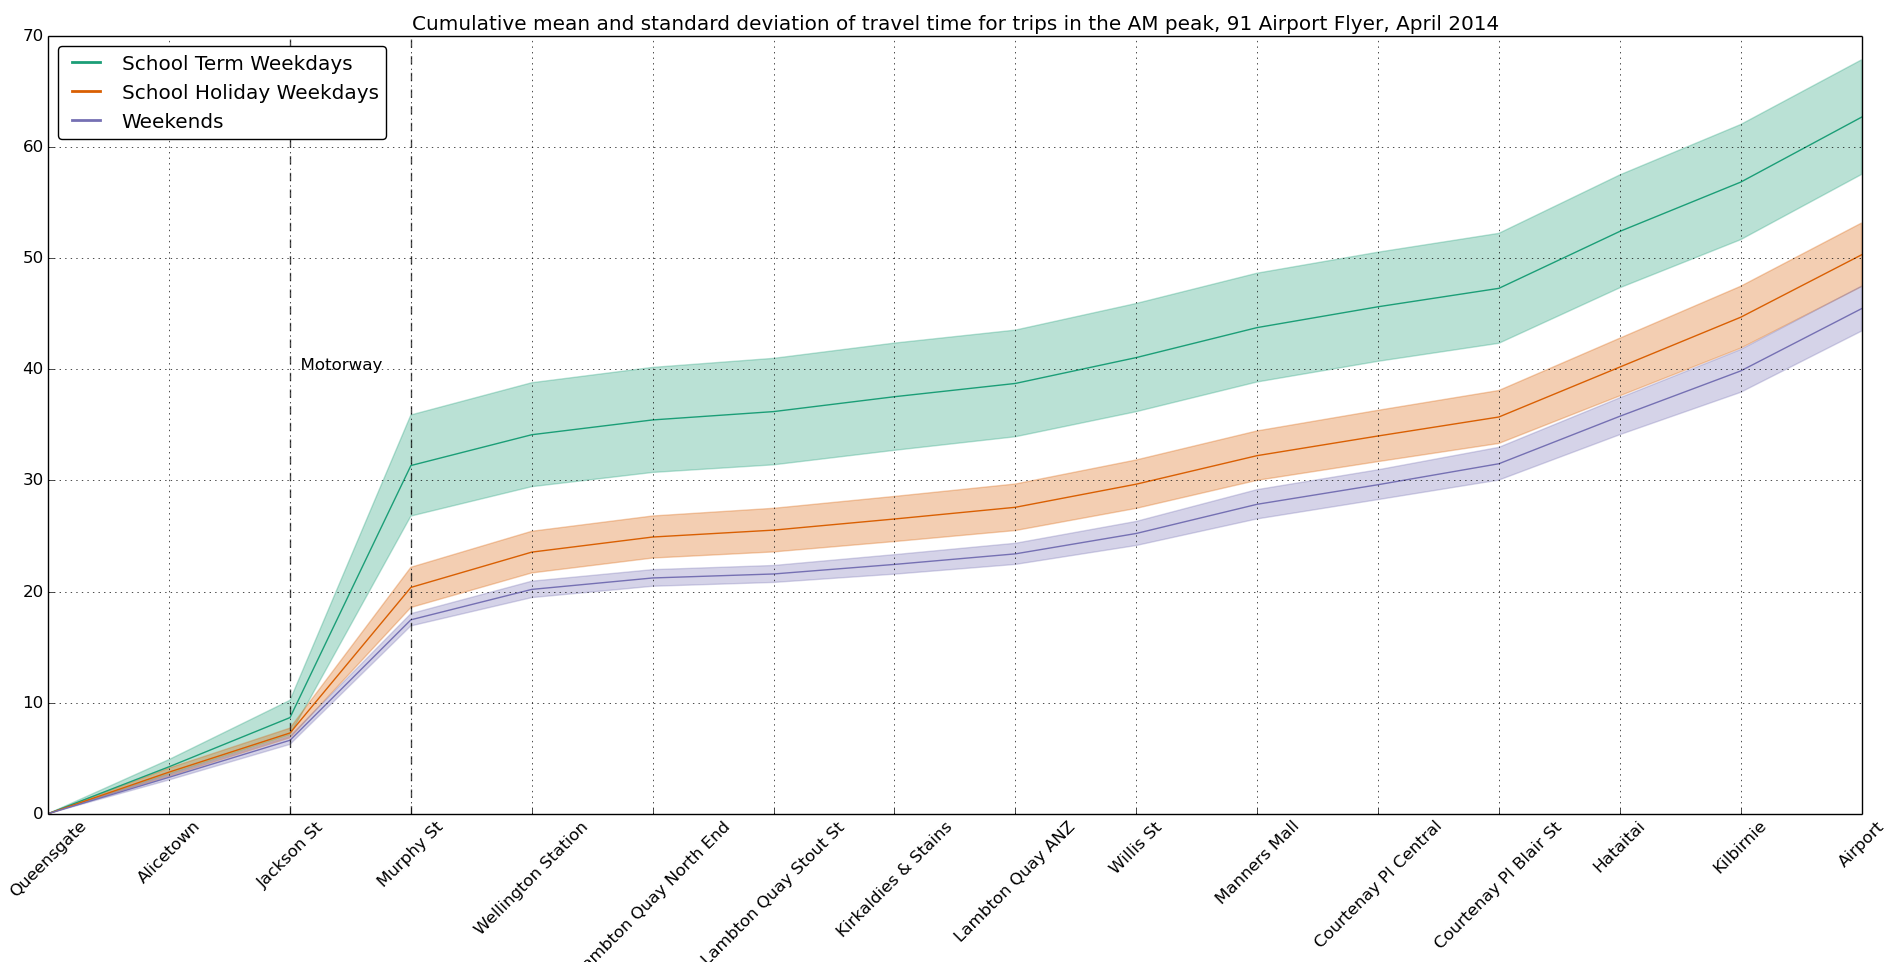 Cumulative mean and standard deviation of travel time for trips in the AM peak, 91 Airport Flyer, April 2014
School Term Weekdays
School Holiday Weekdays
Weekends
70
60
50
40
30
20
10
0
Motorway
Queensgate
Alicetown
Jackson St
Murphy St
Wellington Station
Quay North End
Lambton Quay Stout St
Kirkaldies & Stains
Lambton Quay ANZ
Willis St
Manners Mall
Courtenay Pl Central
Courtenay Pl Blair St
Hataitai
Kilbirnie
Airport